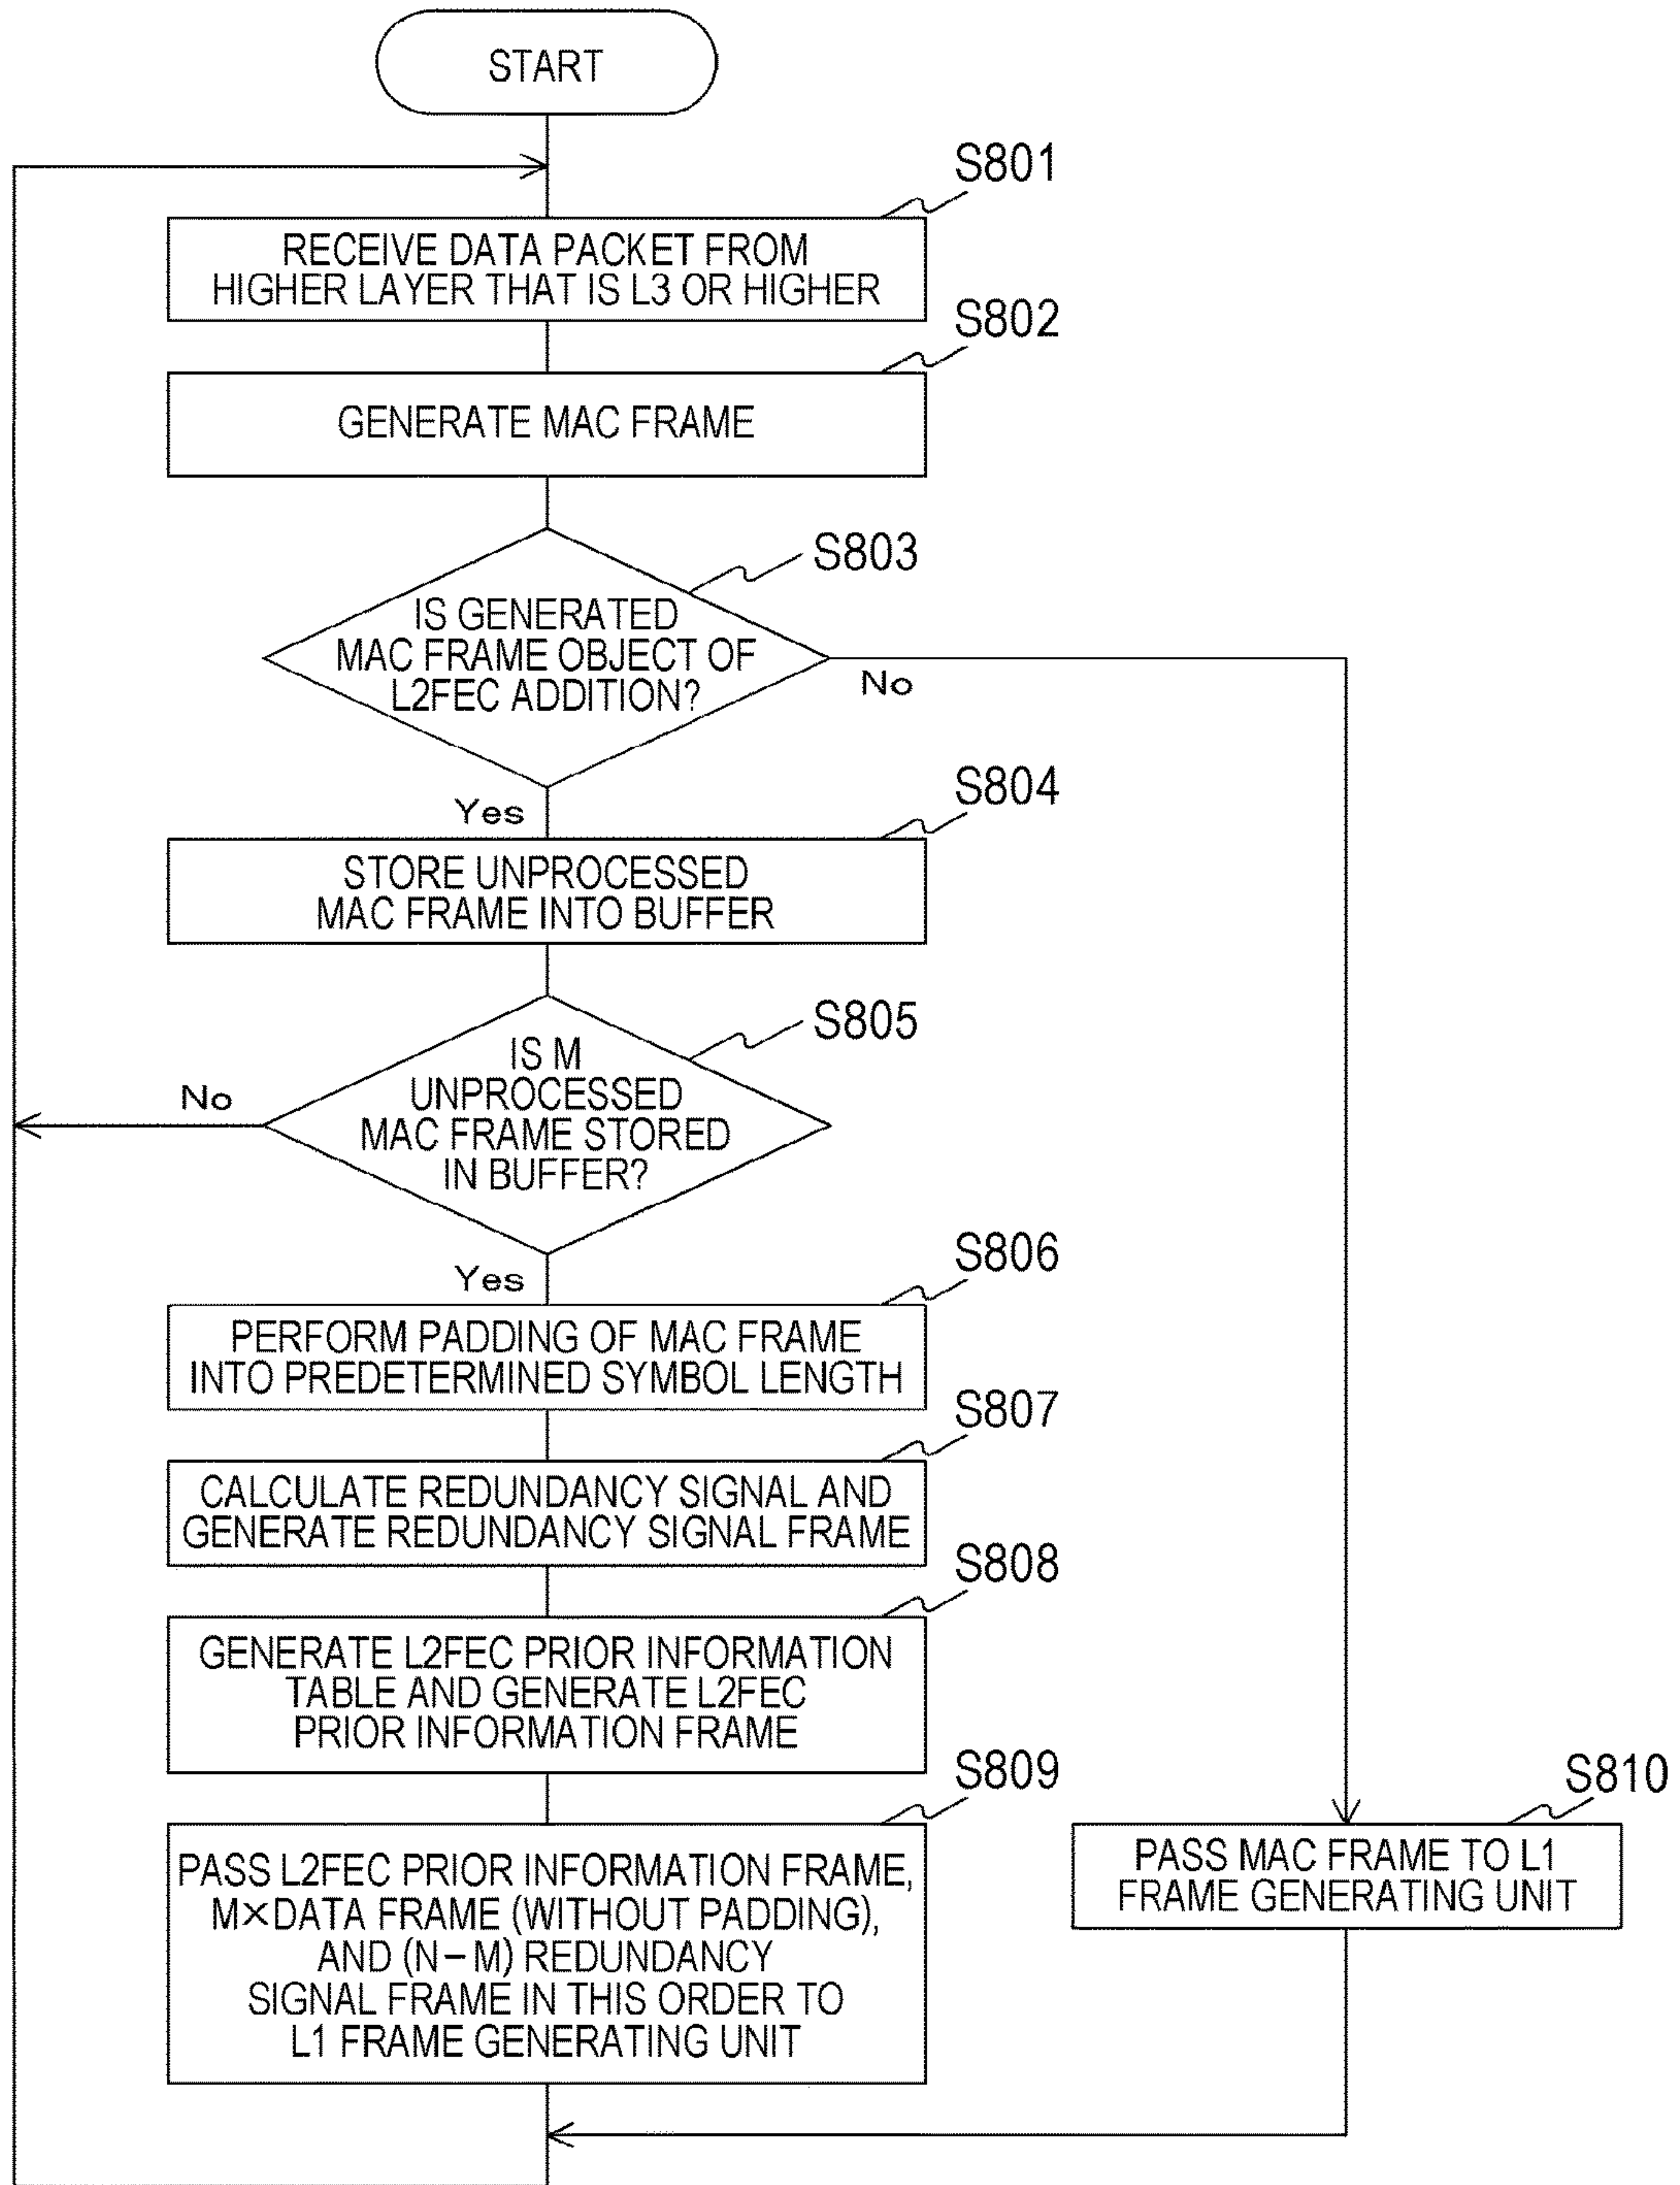 START
S801
RECEIVE DATA PACKET FROM
HIGHER LAYER THAT IS L3 OR HIGHER
S802
GENERATE MAC FRAME
S803
IS GENERATED
MAC FRAME OBJECT OF
L2FEC ADDITION?
No
Yes
S804
STORE UNPROCESSED
MAC FRAME INTO BUFFER
S805
IS M
UNPROCESSED
MAC FRAME STORED
IN BUFFER?
No
Yes
S806
PERFORM PADDING OF MAC FRAME
INTO PREDETERMINED SYMBOL LENGTH
S807
CALCULATE REDUNDANCY SIGNAL AND
GENERATE REDUNDANCY SIGNAL FRAME
S808
GENERATE L2FEC PRIOR INFORMATION
TABLE AND GENERATE L2FEC
PRIOR INFORMATION FRAME
S809
PASS L2FEC PRIOR INFORMATION FRAME,
M×DATA FRAME (WITHOUT PADDING),
AND (N−M) REDUNDANCY
SIGNAL FRAME IN THIS ORDER TO
L1 FRAME GENERATING UNIT
S810
PASS MAC FRAME TO L1
FRAME GENERATING UNIT